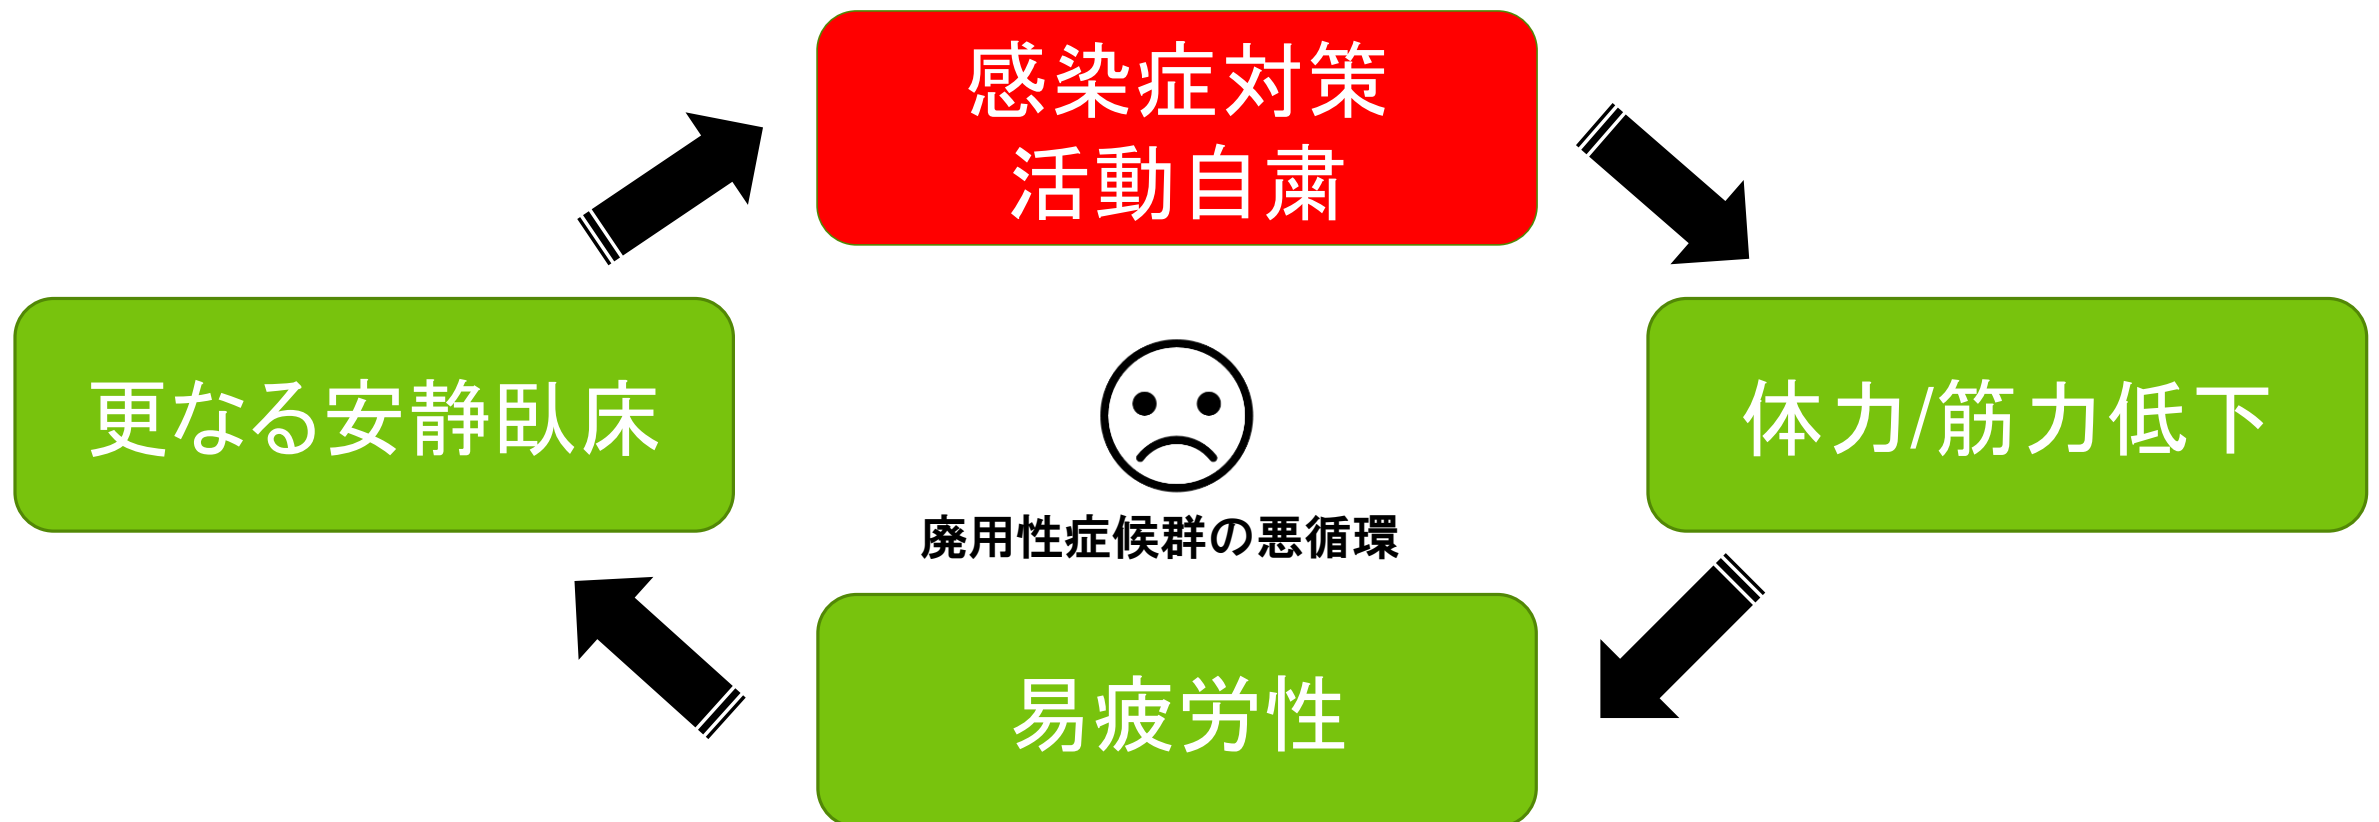 感染症対策
活動自粛
更なる安静臥床
体力/筋力低下
廃用性症候群の悪循環
易疲労性